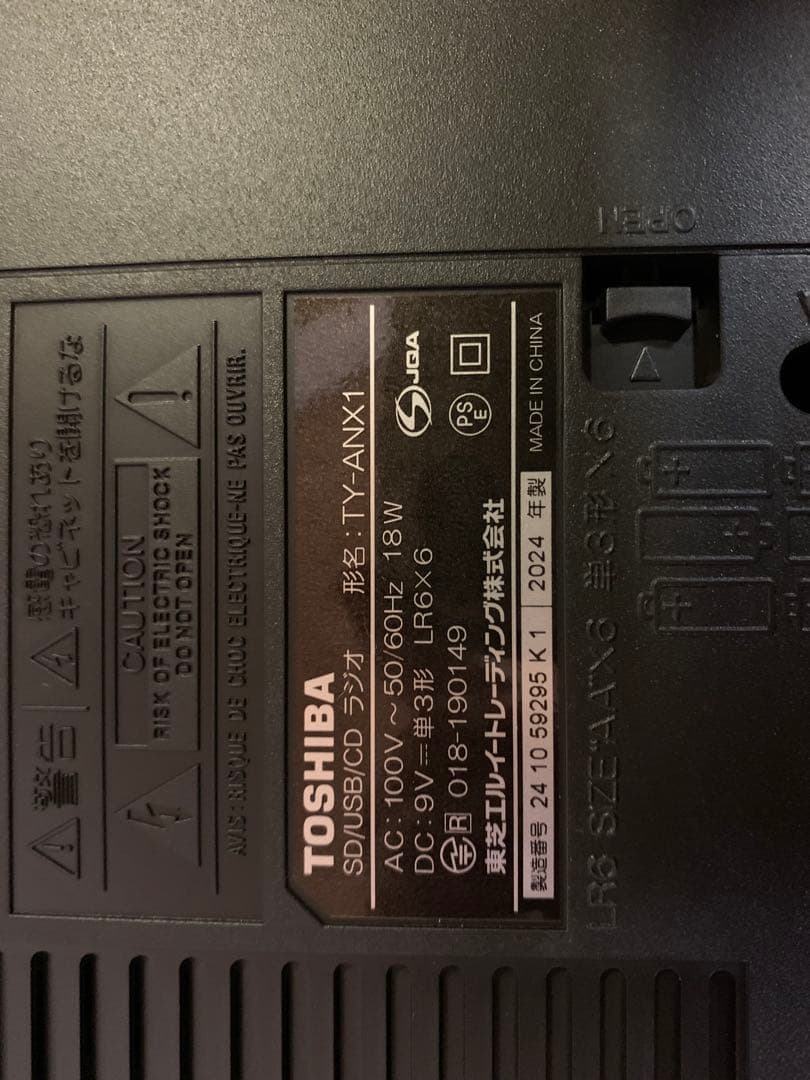 警告
感電の恐れあり
キャビネットを開けるな
CAUTION
RISK OF ELECTRIC SHOCK
DO NOT OPEN
AVIS: RISQUE DE CHOC ELECTRIQUE-NE PAS OUVRIR.
TOSHIBA
SD/USB/CD ラジオ 形名：TY-ANX1
AC：100V～50/60Hz 18W
DC：9V⎓単3形 LR6×6
R 018-190149
JQA
PS
E
東芝エルイートレーディング株式会社
製造番号 24 10 59295 K 1 2024 年製 MADE IN CHINA
OPEN
LR6 SIZE"AA"X6 単3形×6